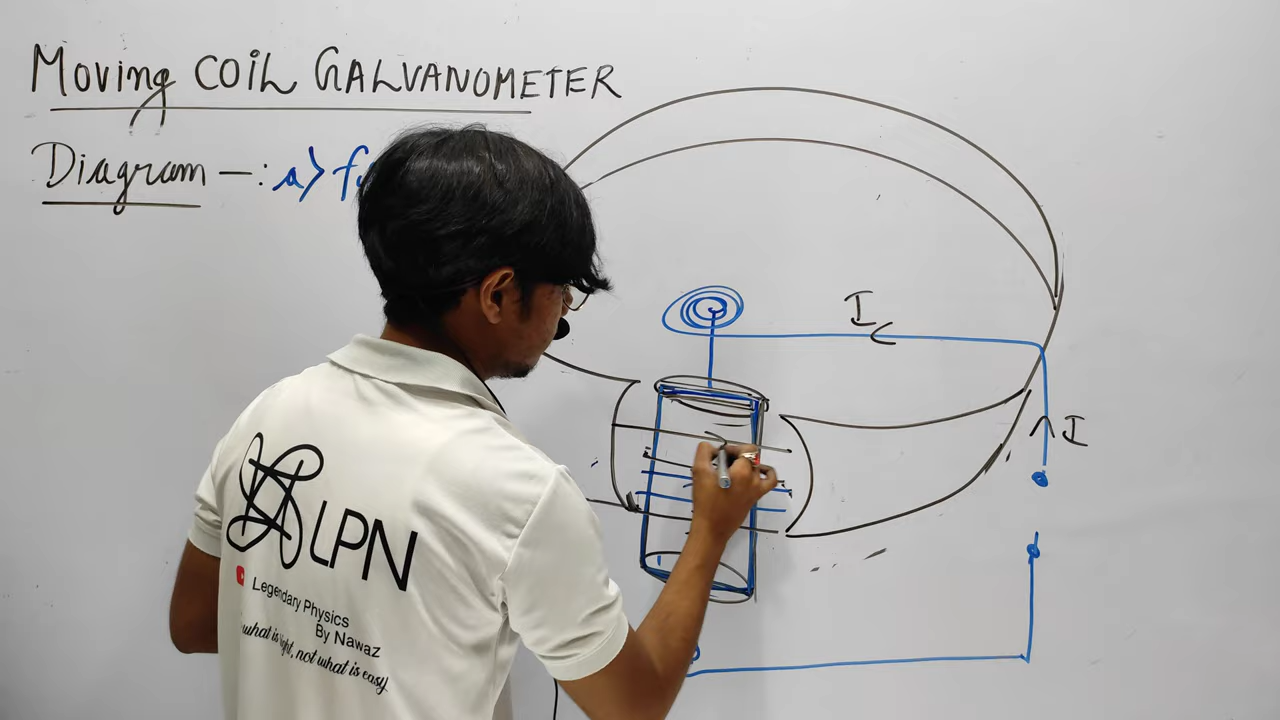 Moving COIL GALVANOMETER
Diagram -: a>
I
I
LPN
Legendary Physics
By Nawaz
what is right, not what is easy